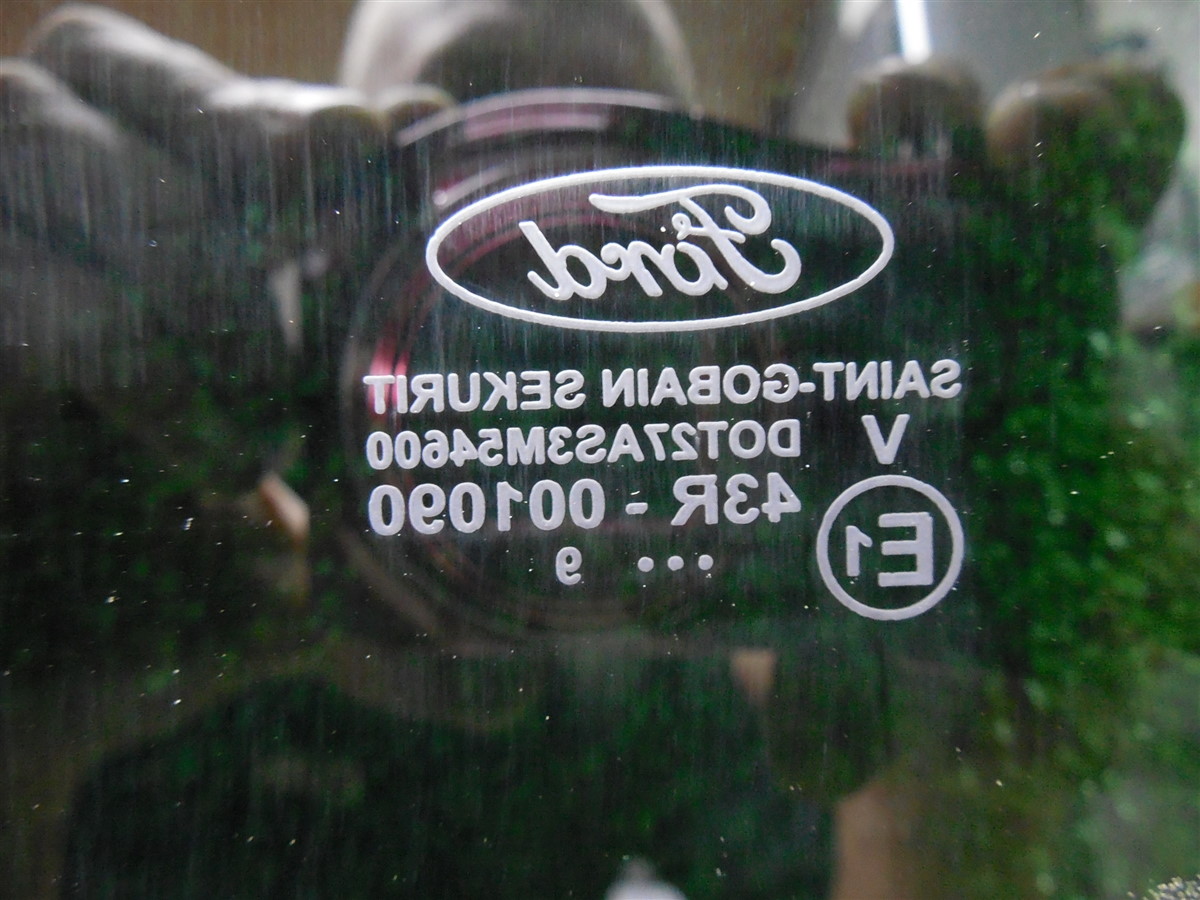 Ford
SAINT-GOBAIN SEKURIT
V DOT27AS3M54600
E1 43R - 001090
... 9